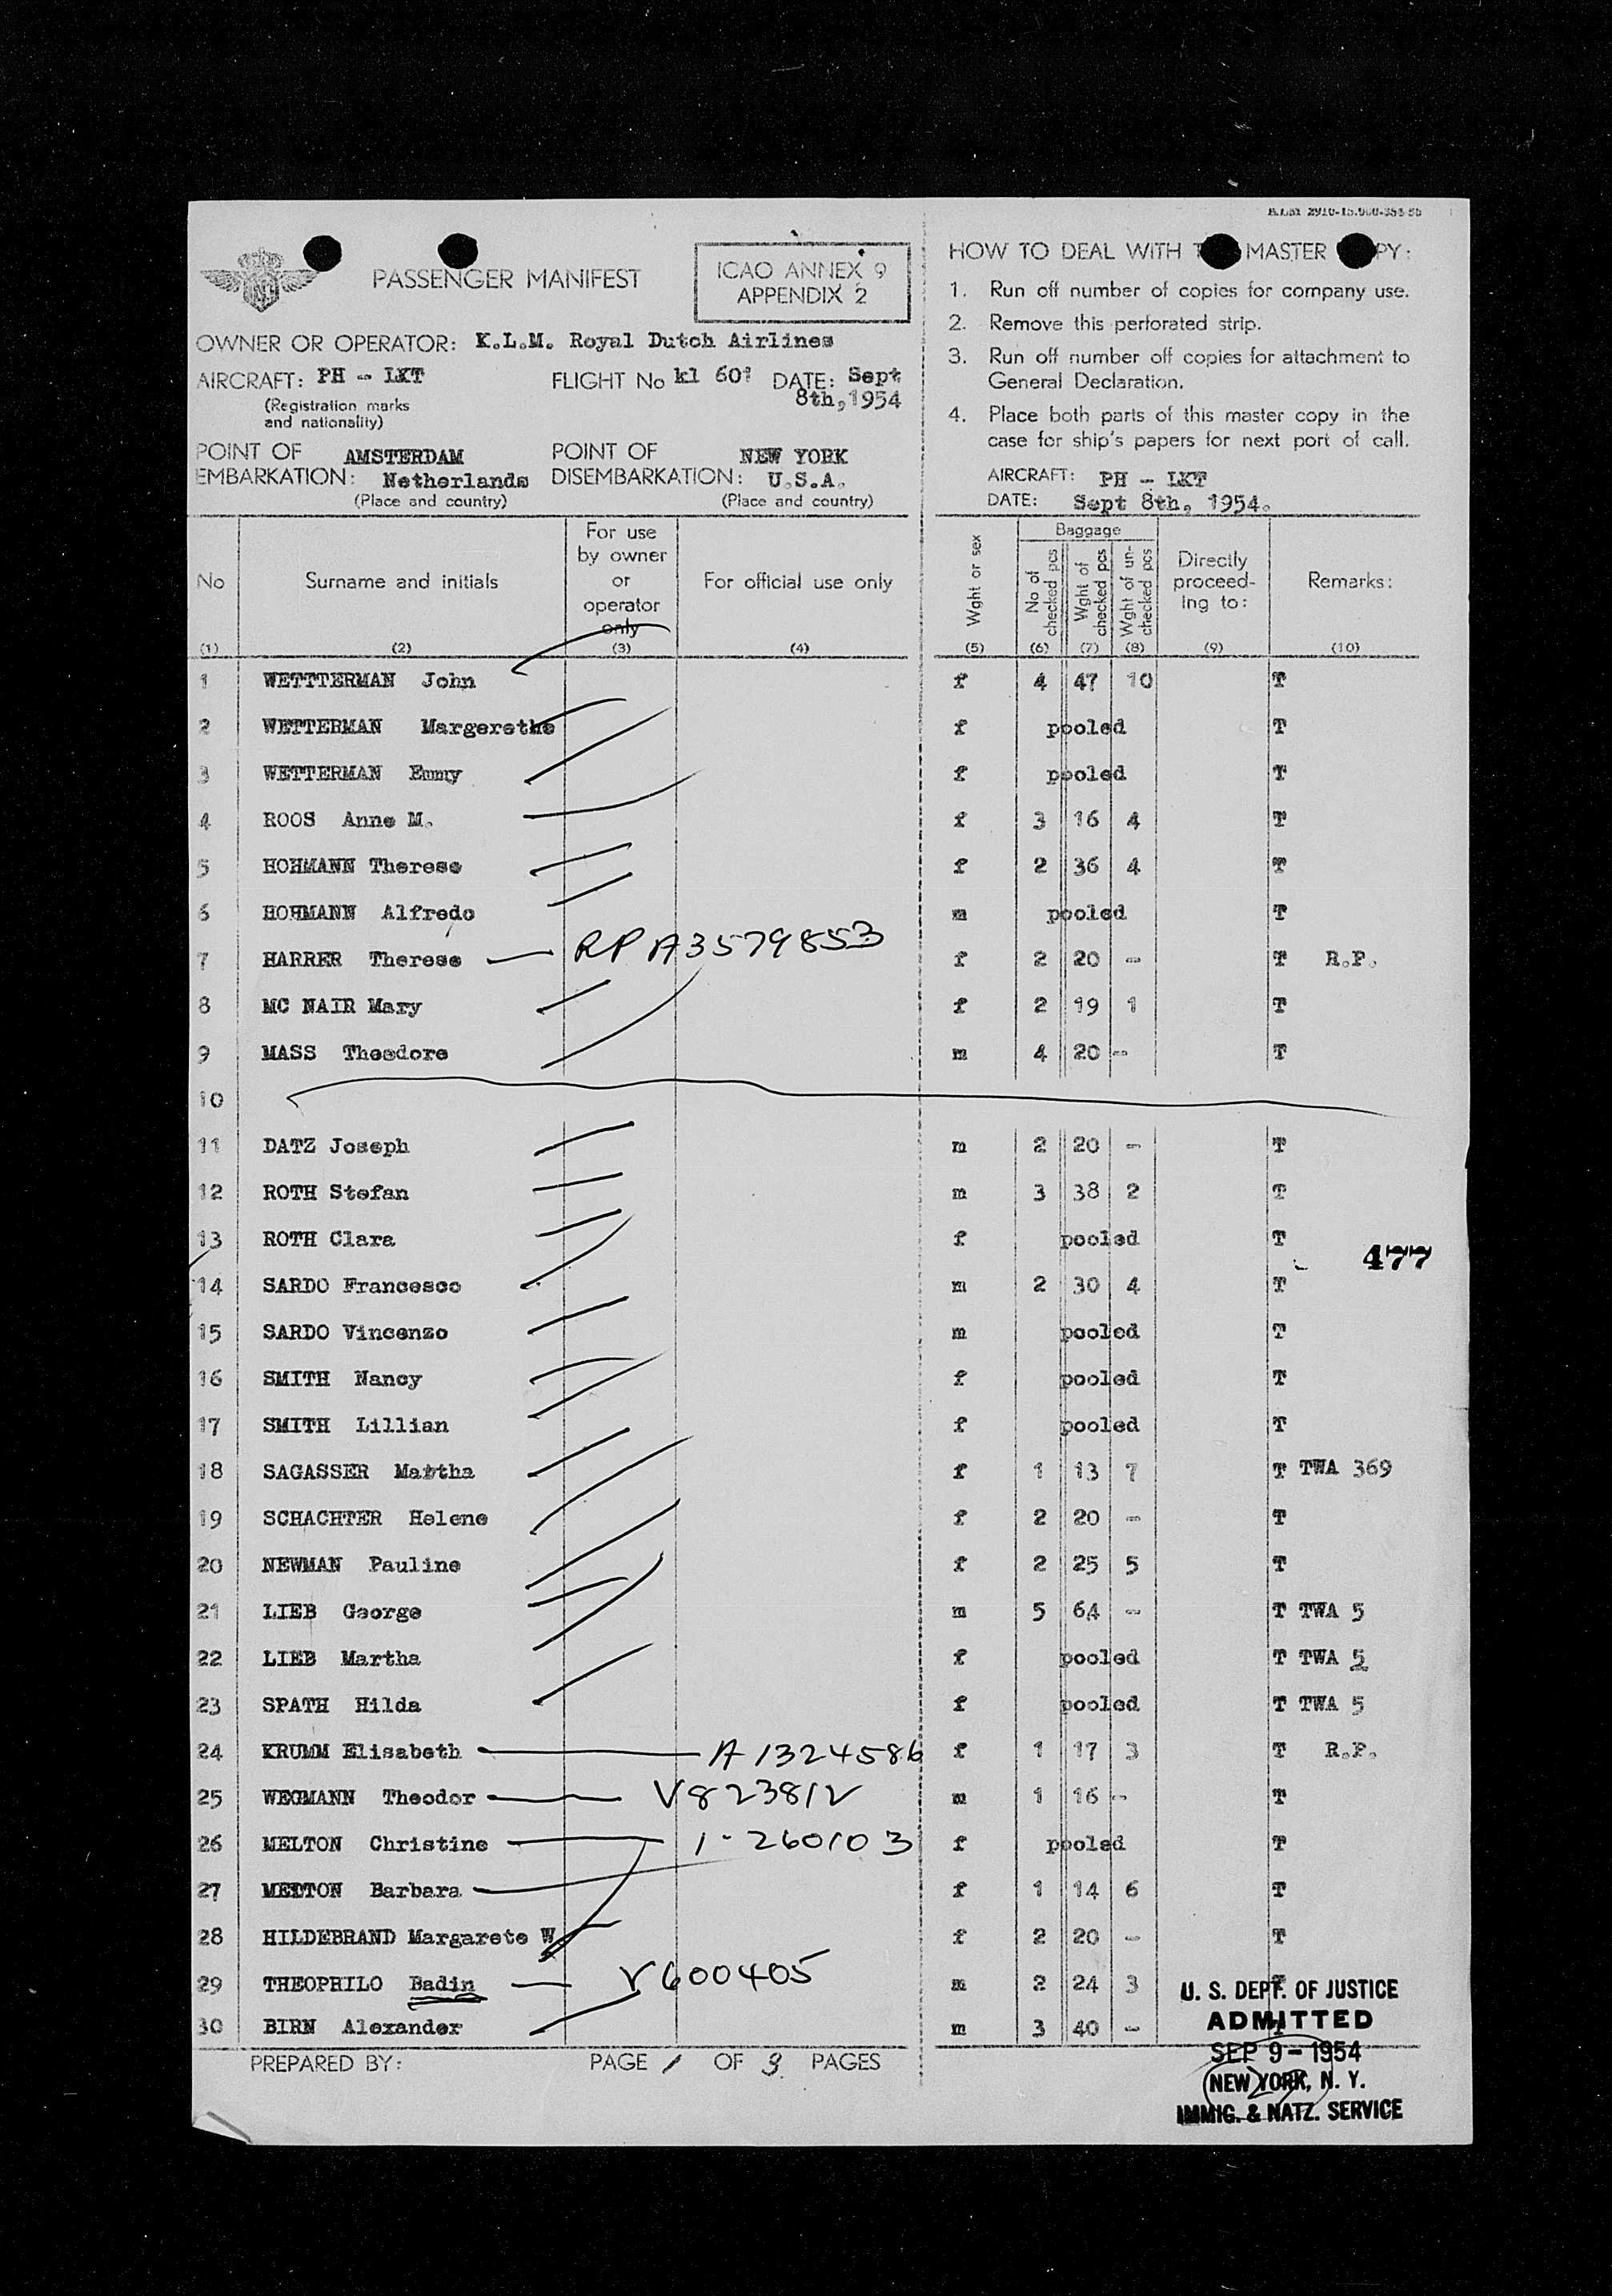 PASSENGER MANIFEST
ICAO ANNEX 9
APPENDIX 2
OWNER OR OPERATOR: K.L.M. Royal Dutch Airlines
AIRCRAFT: PH - LKT FLIGHT No kl DATE: Sept
8th,1954
(Registration marks
and nationality)
POINT OF AMSTERDAM POINT OF NEW YORK
EMBARKATION: Netherlands DISEMBARKATION: U.S.A.
(Place and country) (Place and country)
HOW TO DEAL WITH MASTER
1. Run off number of copies for company use.
2. Remove this perforated strip.
3. Run off number off copies for attachment to
General Declaration.
4. Place both parts of this master copy in the
case for ship's papers for next port of call.
AIRCRAFT: PH - LKT
DATE: Sept 8th, 1954.
No Surname and initials For use by owner or operator only For official use only Wght or sex Baggage No of checked pcs Wght of checked pcs Wght of un-checked pcs Directly proceed-ing to: Remarks:
(1) (2) (3) (4) (5) (6) (7) (8) (9) (10)
1 WETTTERMAN John f 4 47 10 T
2 WETTERMAN Margerethe f pooled T
3 WETTERMAN Emmy f pooled T
4 ROOS Anne M. f 3 16 4 T
5 HOHMANN Therese f 2 36 4 T
6 HOHMANN Alfredo m pooled T
7 HARRER Therese RP A3579853 f 2 20 - T R.P.
8 MC NAIR Mary f 2 19 1 T
9 MASS Theodore m 4 20 - T
10
11 DATZ Joseph m 2 20 - T
12 ROTH Stefan m 3 38 2 T
13 ROTH Clara f pooled T
477
14 SARDO Francesco m 2 30 4 T
15 SARDO Vincenzo m pooled T
16 SMITH Nancy f pooled T
17 SMITH Lillian f pooled T
18 SAGASSER Martha f 1 13 7 T TWA 369
19 SCHACHTER Helene f 2 20 - T
20 NEWMAN Pauline f 2 25 5 T
21 LIEB George m 5 64 - T TWA 5
22 LIEB Martha f pooled T TWA 5
23 SPATH Hilda f pooled T TWA 5
24 KRUMM Elisabeth A 1324586 f 1 17 3 T R.P.
25 WEGMANN Theodor V823812 m 1 16 - T
26 MELTON Christine 1-260103 f pooled T
27 MELTON Barbara f 1 14 6 T
28 HILDEBRAND Margarete W f 2 20 - T
29 THEOPHILO Badin V600405 m 2 24 3
30 BIRN Alexander m 3 40 - T
PREPARED BY: PAGE 1 OF 3 PAGES
U. S. DEPT. OF JUSTICE
ADMITTED
SEP 9 - 1954
NEW YORK, N. Y.
IMMIG. & NATZ. SERVICE